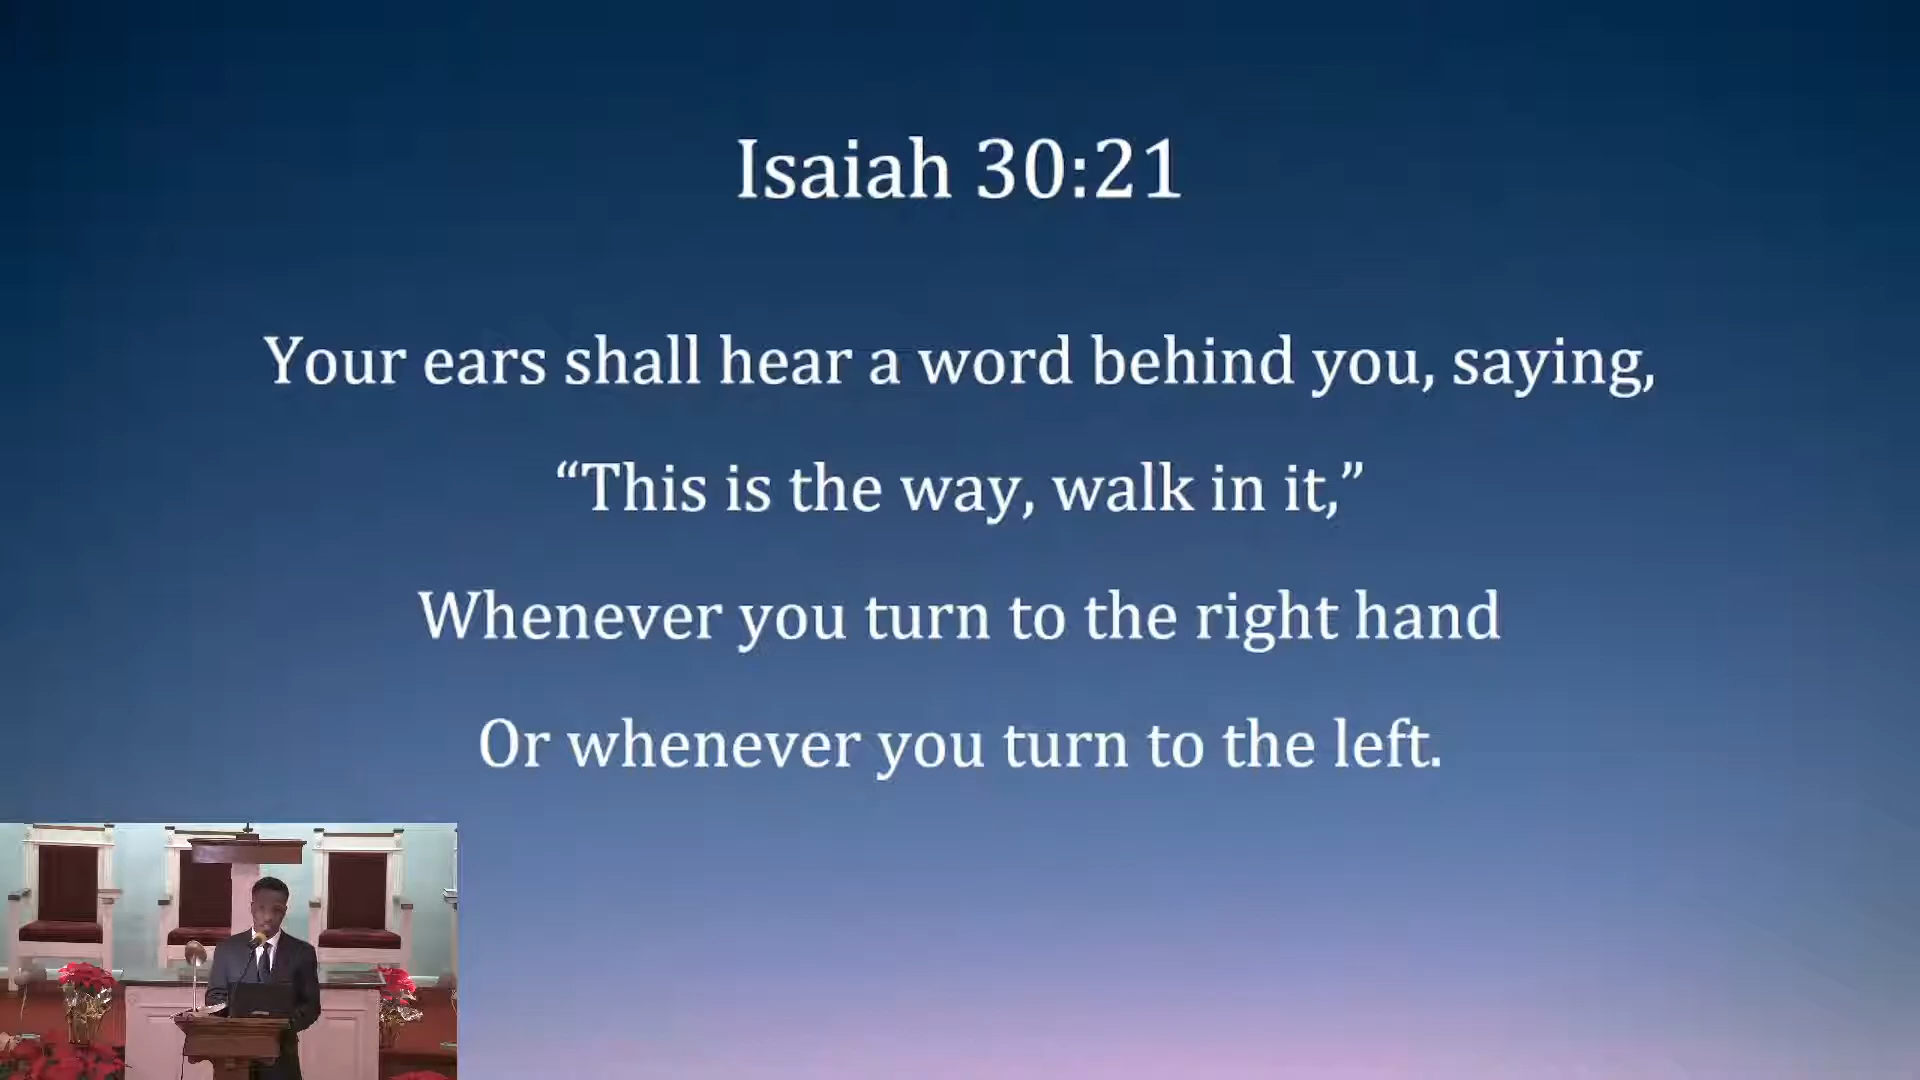 Isaiah 30:21
Your ears shall hear a word behind you, saying,
“This is the way, walk in it,”
Whenever you turn to the right hand
Or whenever you turn to the left.